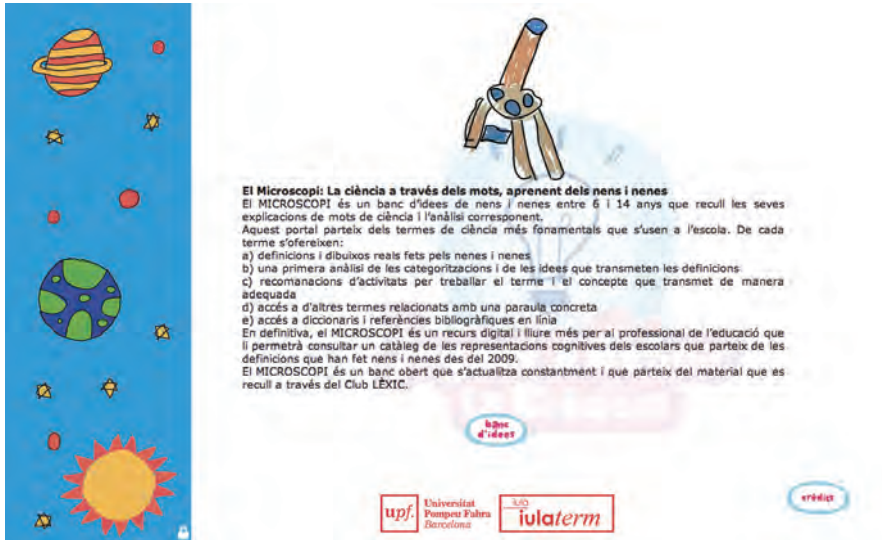 El Microscopi: La ciència a través dels mots, aprenent dels nens i nenes
El MICROSCOPI és un banc d'idees de nens i nenes entre 6 i 14 anys que recull les seves
explicacions de mots de ciència i l'anàlisi corresponent.
Aquest portal parteix dels termes de ciència més fonamentals que s'usen a l'escola. De cada
terme s'ofereixen:
a) definicions i dibuixos reals fets pels nenes i nenes
b) una primera anàlisi de les categoritzacions i de les idees que transmeten les definicions
c) recomanacions d'activitats per treballar el terme i el concepte que transmet de manera
adequada
d) accés a d'altres termes relacionats amb una paraula concreta
e) accés a diccionaris i referències bibliogràfiques en línia
En definitiva, el MICROSCOPI és un recurs digital i lliure més per al professional de l'educació que
li permetrà consultar un catàleg de les representacions cognitives dels escolars que parteix de les
definicions que han fet nens i nenes des del 2009.
El MICROSCOPI és un banc obert que s'actualitza constantment i que parteix del material que es
recull a través del Club LÈXIC.
banc
d'idees
crèdits
upf.
Universitat
Pompeu Fabra
Barcelona
iula
iulaterm